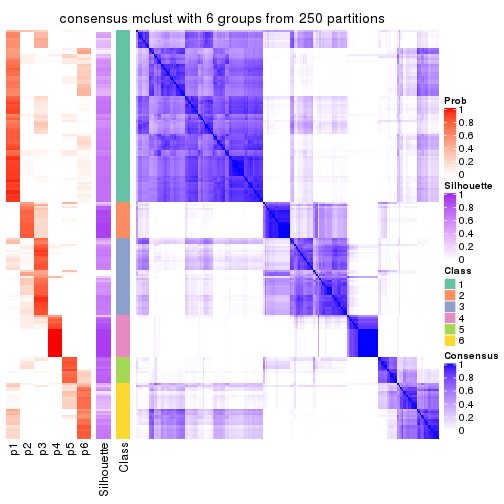 consensus mclust with 6 groups from 250 partitions
Prob
1
0.8
0.6
0.4
0.2
0
Silhouette
1
0.8
0.6
0.4
0.2
0
Class
1
2
3
4
5
6
Consensus
1
0.8
0.6
0.4
0.2
0
p1
p2
p3
p4
p5
p6
Silhouette
Class